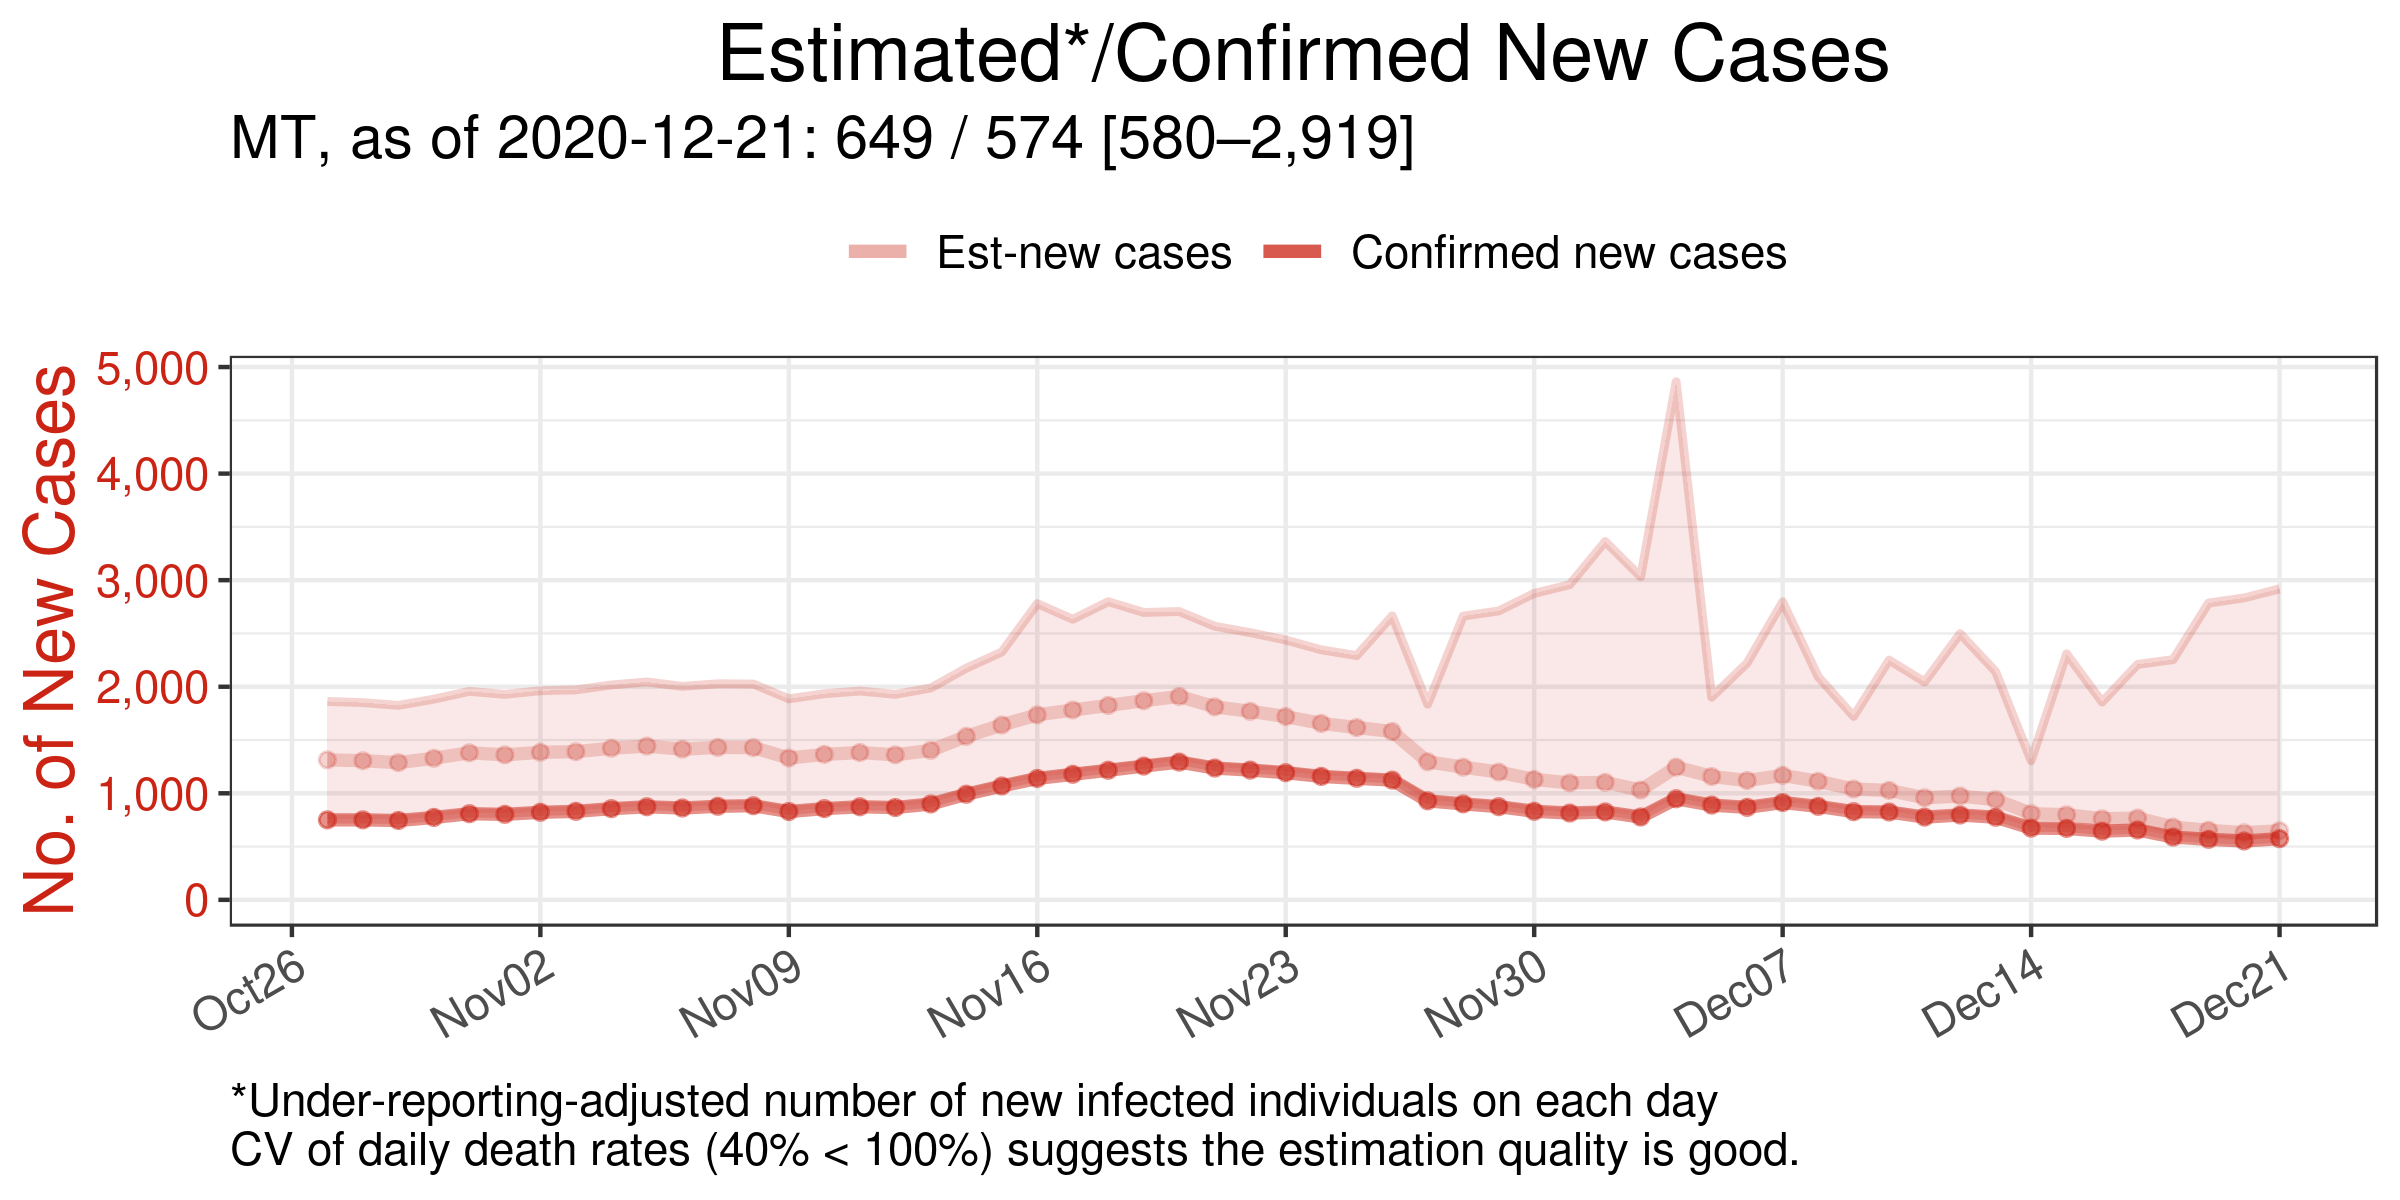 Estimated*/Confirmed New Cases
MT, as of 2020-12-21: 649 / 574 [580–2,919]
Est-new cases Confirmed new cases
No. of New Cases
5,000
4,000
3,000
2,000
1,000
0
Oct26 Nov02 Nov09 Nov16 Nov23 Nov30 Dec07 Dec14 Dec21
*Under-reporting-adjusted number of new infected individuals on each day
CV of daily death rates (40% < 100%) suggests the estimation quality is good.